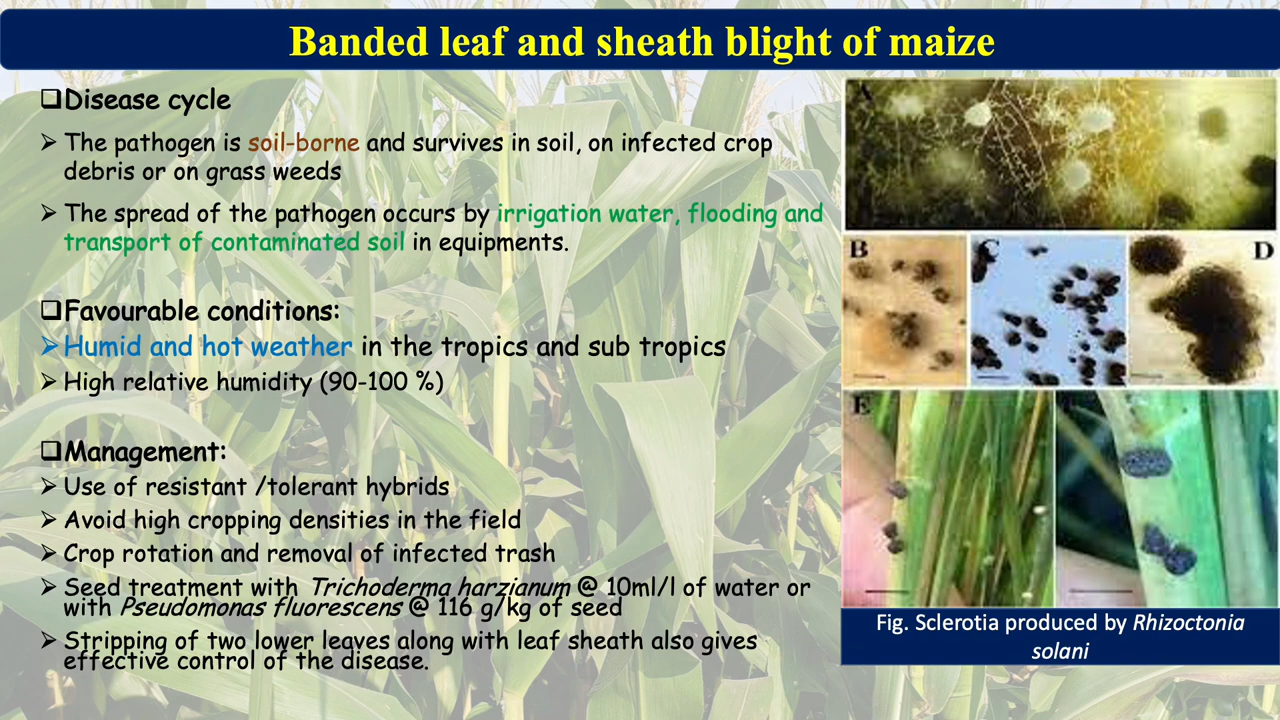 Banded leaf and sheath blight of maize
❑Disease cycle
➢ The pathogen is soil-borne and survives in soil, on infected crop
debris or on grass weeds
➢ The spread of the pathogen occurs by irrigation water, flooding and
transport of contaminated soil in equipments.
❑Favourable conditions:
➢Humid and hot weather in the tropics and sub tropics
➢ High relative humidity (90-100 %)
❑Management:
➢ Use of resistant /tolerant hybrids
➢ Avoid high cropping densities in the field
➢ Crop rotation and removal of infected trash
➢ Seed treatment with Trichoderma harzianum @ 10ml/l of water or
with Pseudomonas fluorescens @ 116 g/kg of seed
➢ Stripping of two lower leaves along with leaf sheath also gives
effective control of the disease.
A
B
C
D
E
Fig. Sclerotia produced by Rhizoctonia
solani